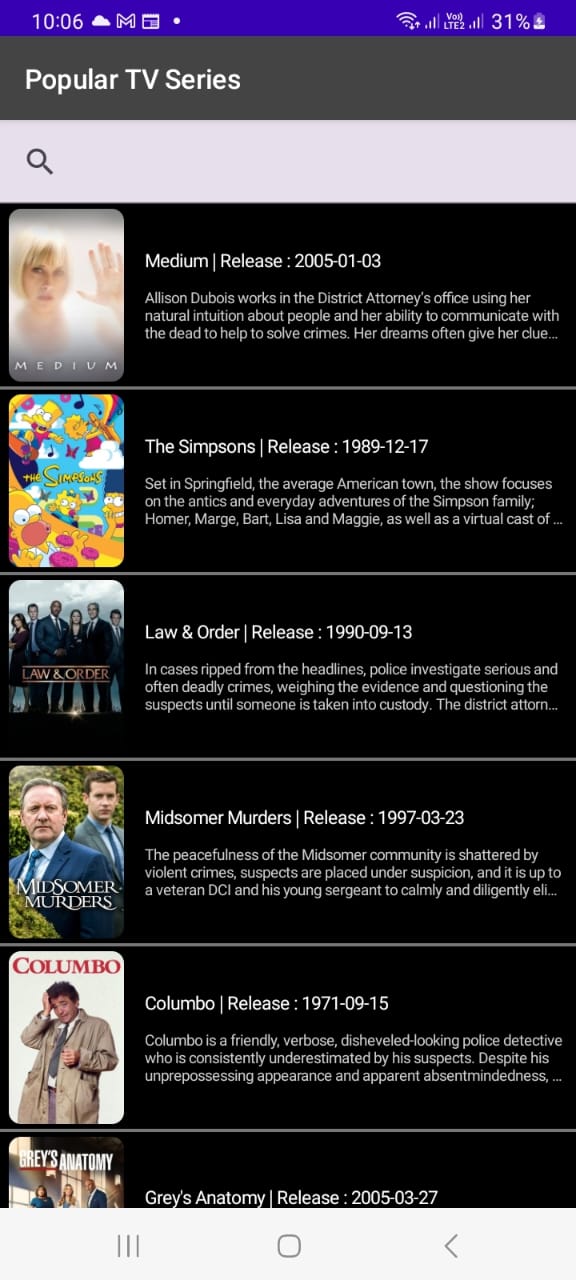 10:06
Vo))
LTE2
31%
Popular TV Series
MEDIUM
Medium | Release : 2005-01-03
Allison Dubois works in the District Attorney's office using her
natural intuition about people and her ability to communicate with
the dead to help to solve crimes. Her dreams often give her clue...
THE SIMPSONS
The Simpsons | Release : 1989-12-17
Set in Springfield, the average American town, the show focuses
on the antics and everyday adventures of the Simpson family;
Homer, Marge, Bart, Lisa and Maggie, as well as a virtual cast of ...
LAW & ORDER
Law & Order | Release : 1990-09-13
In cases ripped from the headlines, police investigate serious and
often deadly crimes, weighing the evidence and questioning the
suspects until someone is taken into custody. The district attorn...
MIDSOMER
MURDERS
Midsomer Murders | Release : 1997-03-23
The peacefulness of the Midsomer community is shattered by
violent crimes, suspects are placed under suspicion, and it is up to
a veteran DCI and his young sergeant to calmly and diligently eli...
COLUMBO
Columbo | Release : 1971-09-15
Columbo is a friendly, verbose, disheveled-looking police detective
who is consistently underestimated by his suspects. Despite his
unprepossessing appearance and apparent absentmindedness, ...
GREY'S ANATOMY
Grey's Anatomy | Release : 2005-03-27